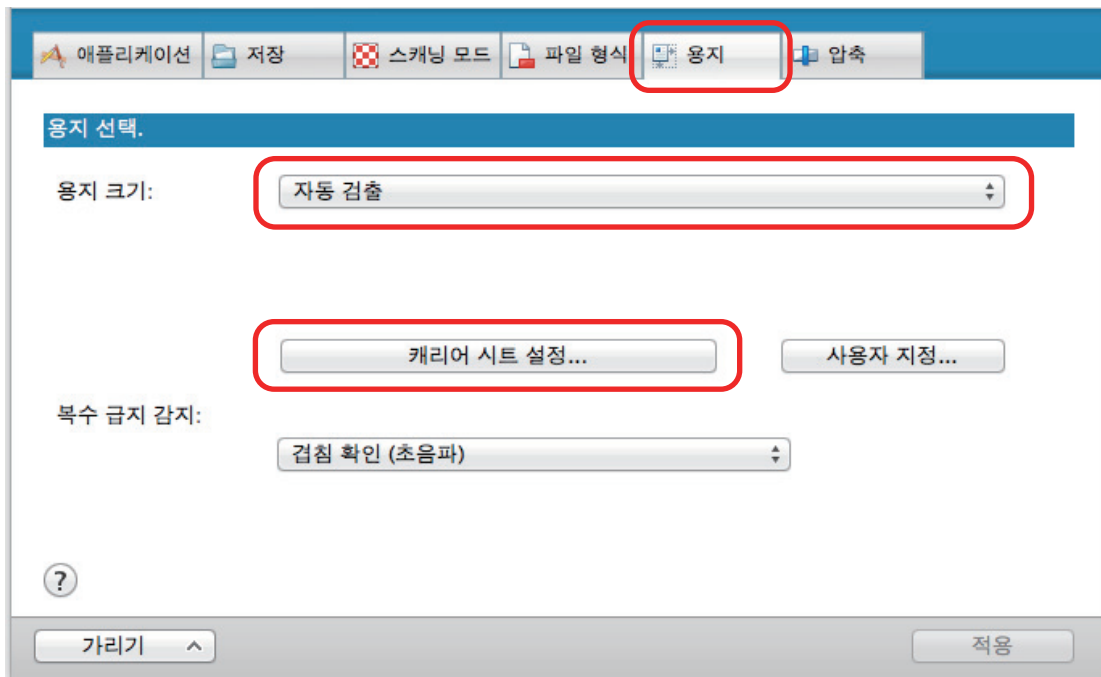 애플리케이션 저장 스캐닝 모드 파일 형식 용지 압축
용지 선택.
용지 크기: 자동 검출
캐리어 시트 설정... 사용자 지정...
복수 급지 감지:
겹침 확인 (초음파)
?
가리기 적용